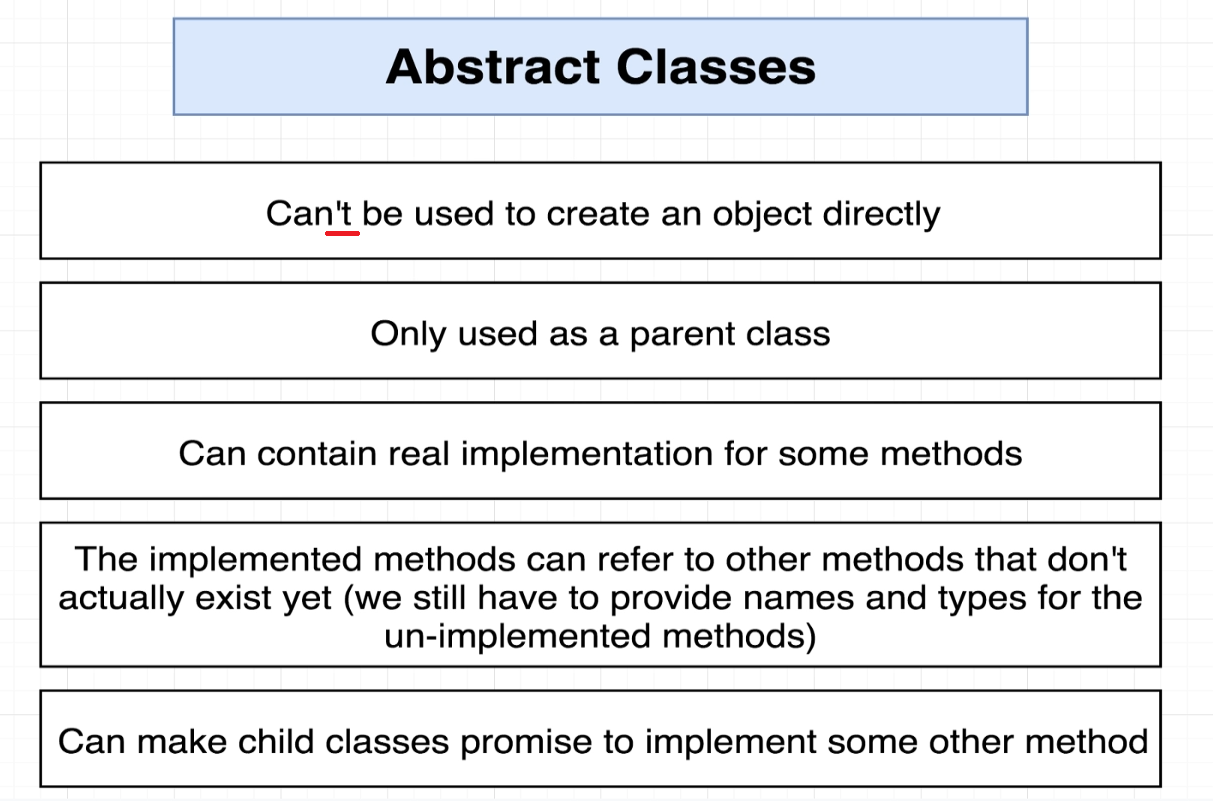 Abstract Classes
Can't be used to create an object directly
Only used as a parent class
Can contain real implementation for some methods
The implemented methods can refer to other methods that don't
actually exist yet (we still have to provide names and types for the
un-implemented methods)
Can make child classes promise to implement some other method